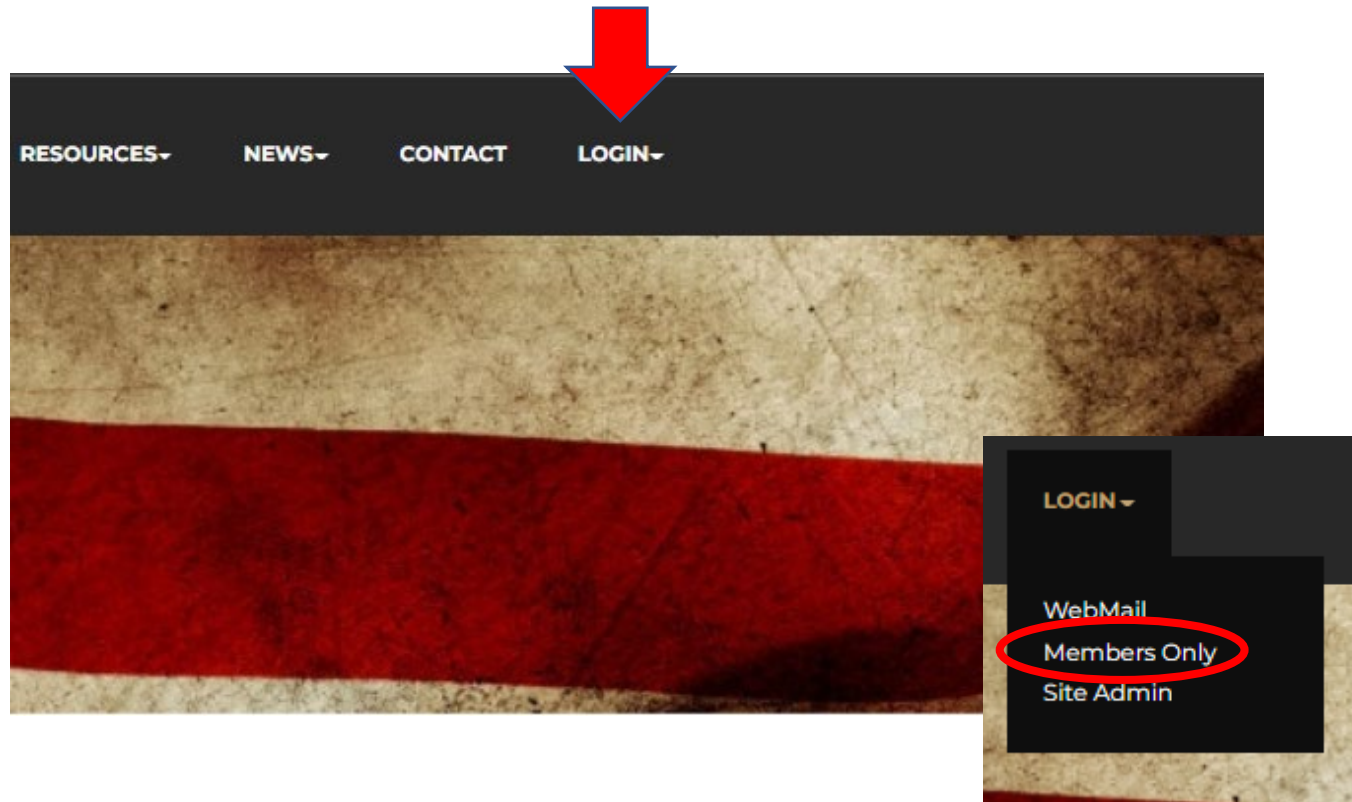 RESOURCES NEWS CONTACT LOGIN
LOGIN
WebMail
Members Only
Site Admin